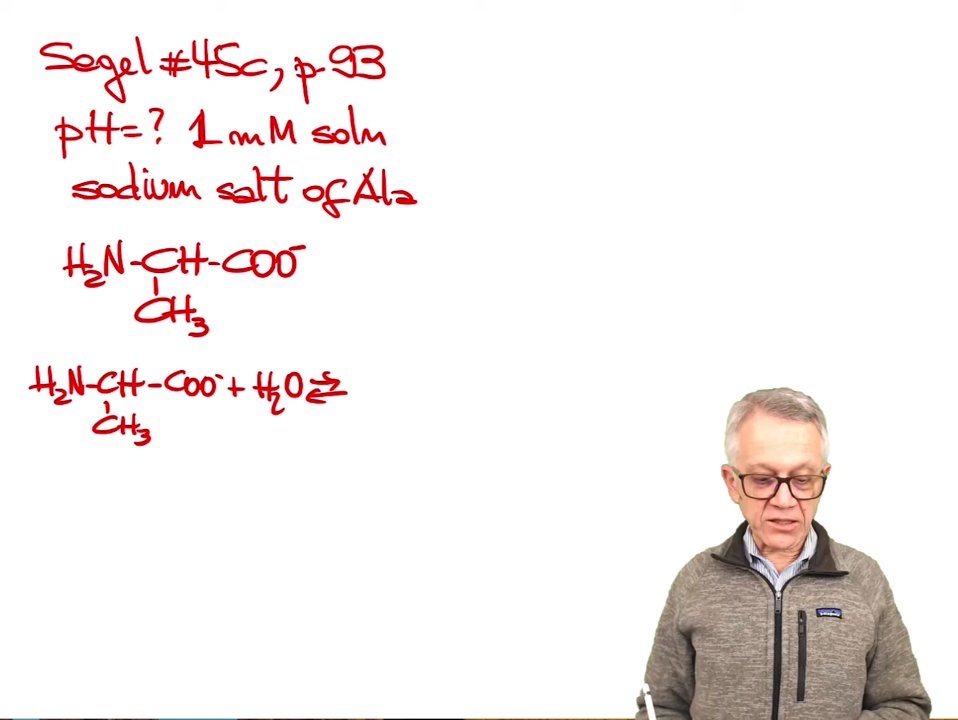 Segel #45c, p. 93
pH=? 1 mM soln
sodium salt of Ala
H₂N-CH-COO⁻
CH₃
H₂N-CH-COO⁻ + H₂O ⇌
CH₃